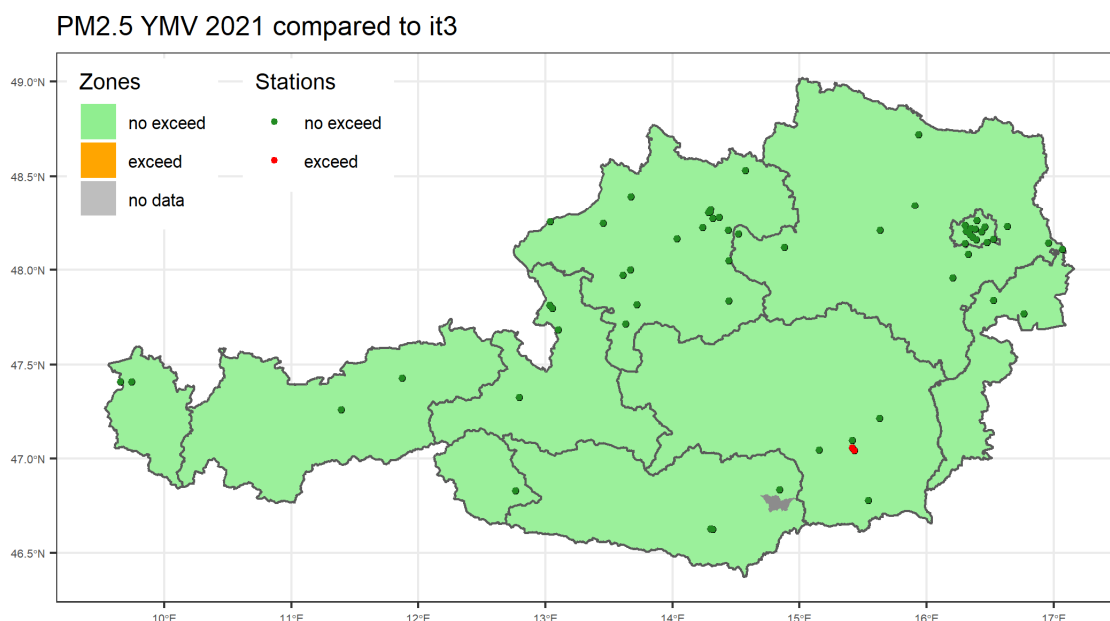 PM2.5 YMV 2021 compared to it3
Zones
no exceed
exceed
no data
Stations
no exceed
exceed
49.0°N
48.5°N
48.0°N
47.5°N
47.0°N
46.5°N
10°E
11°E
12°E
13°E
14°E
15°E
16°E
17°E